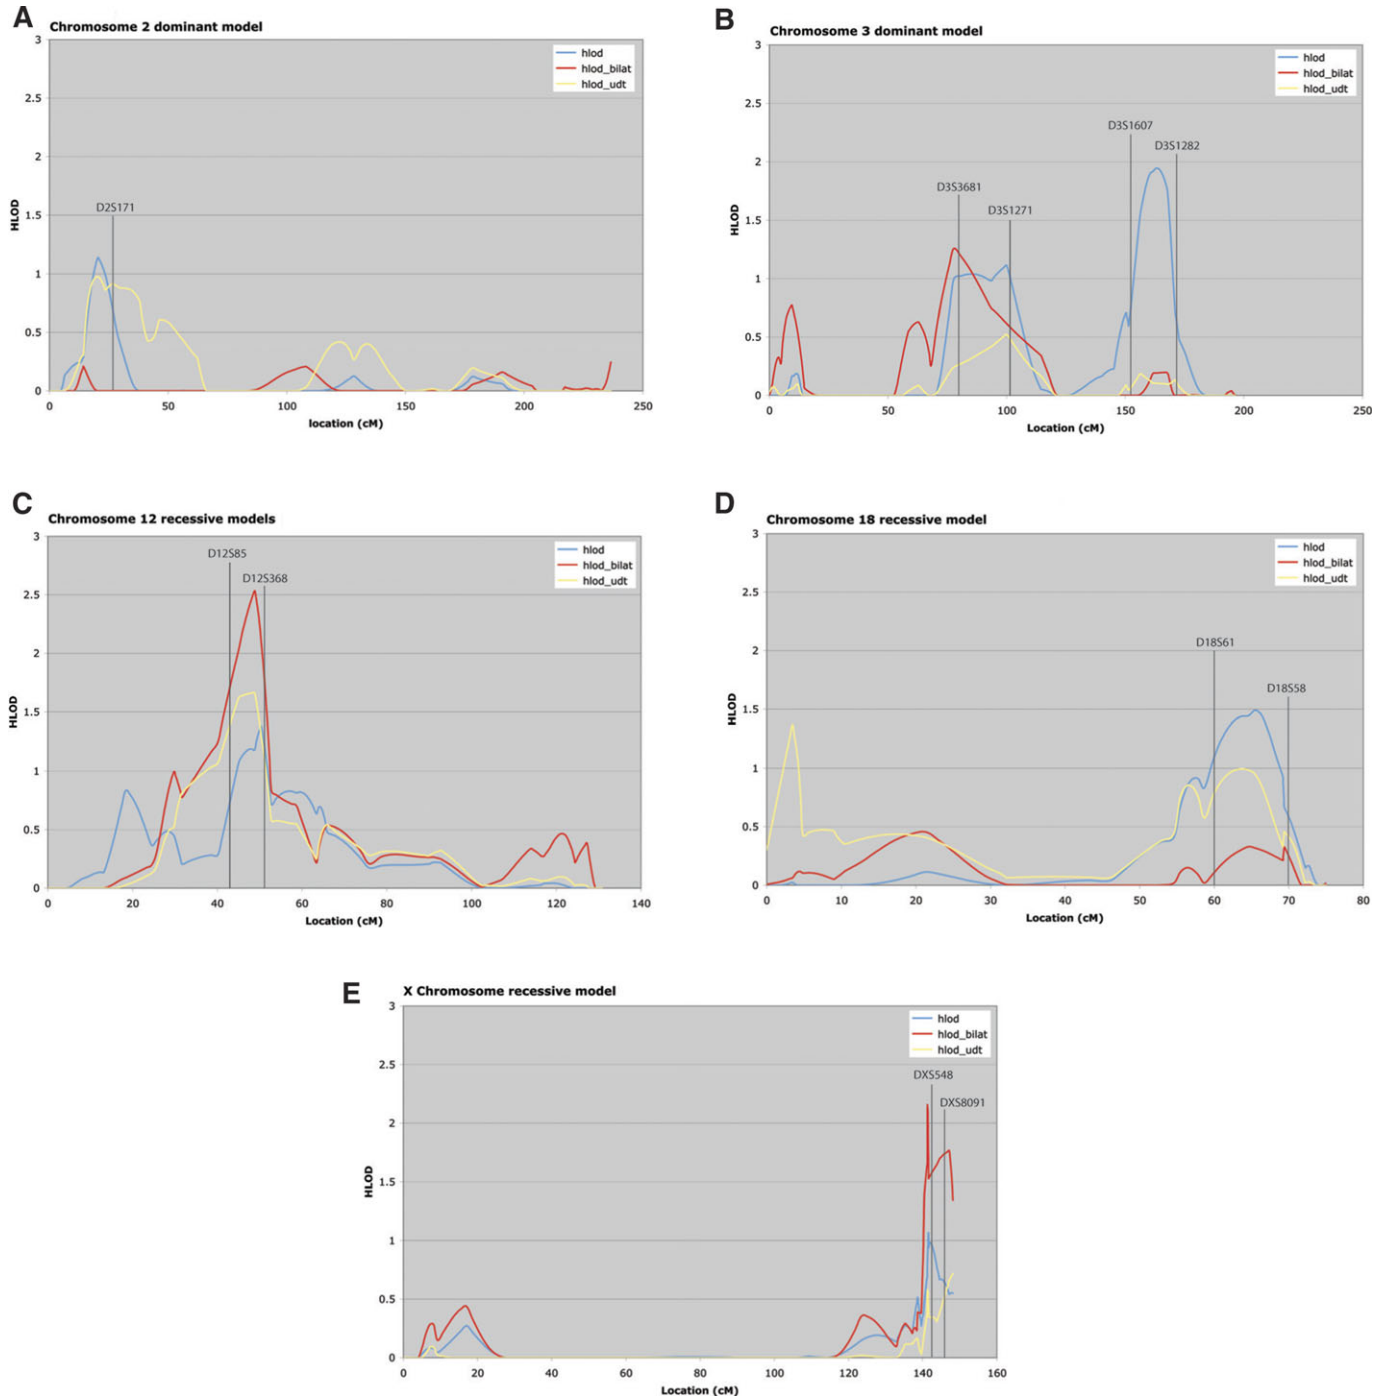 A
Chromosome 2 dominant model
3
2.5
2
1.5
1
0.5
0
HLOD
hlod
hlod_bilat
hlod_udt
D2S171
0 50 100 150 200 250
location (cM)
B
Chromosome 3 dominant model
3
2.5
2
1.5
1
0.5
0
HLOD
hlod
hlod_bilat
hlod_udt
D3S1607
D3S1282
D3S3681
D3S1271
0 50 100 150 200 250
Location (cM)
C
Chromosome 12 recessive models
3
2.5
2
1.5
1
0.5
0
HLOD
hlod
hlod_bilat
hlod_udt
D12S85
D12S368
0 20 40 60 80 100 120 140
Location (cM)
D
Chromosome 18 recessive model
3
2.5
2
1.5
1
0.5
0
HLOD
hlod
hlod_bilat
hlod_udt
D18S61
D18S58
0 10 20 30 40 50 60 70 80
Location (cM)
E
X Chromosome recessive model
3
2.5
2
1.5
1
0.5
0
HLOD
hlod
hlod_bilat
hlod_udt
DXS548
DXS8091
0 20 40 60 80 100 120 140 160
Location (cM)